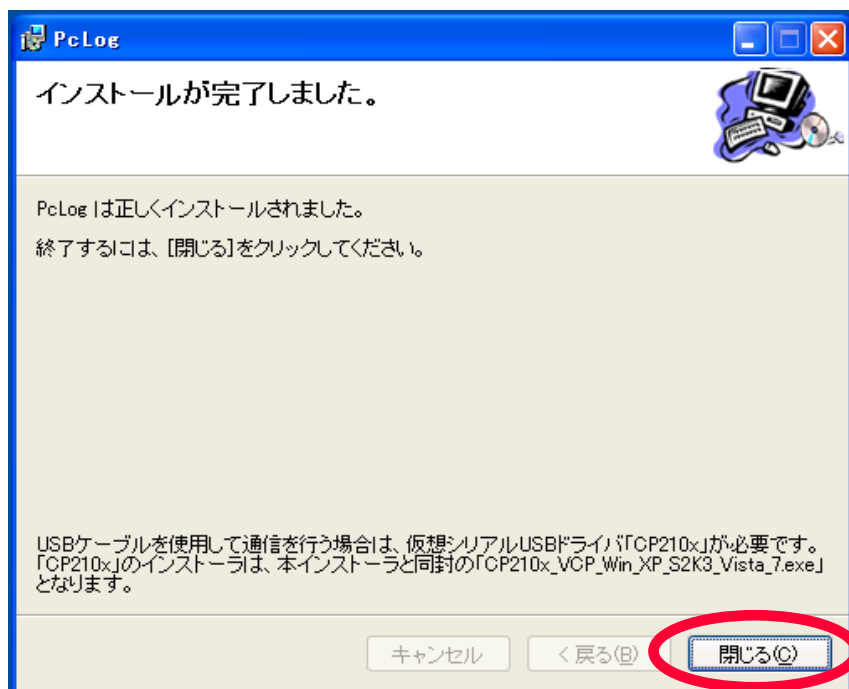 PcLog
インストールが完了しました。
PcLog は正しくインストールされました。
終了するには、[閉じる]をクリックしてください。
USBケーブルを使用して通信を行う場合は、仮想シリアルUSBドライバ「CP210x」が必要です。
「CP210x」のインストーラは、本インストーラと同封の「CP210x_VCP_Win_XP_S2K3_Vista_7.exe」
となります。
キャンセル < 戻る(B) 閉じる(C)